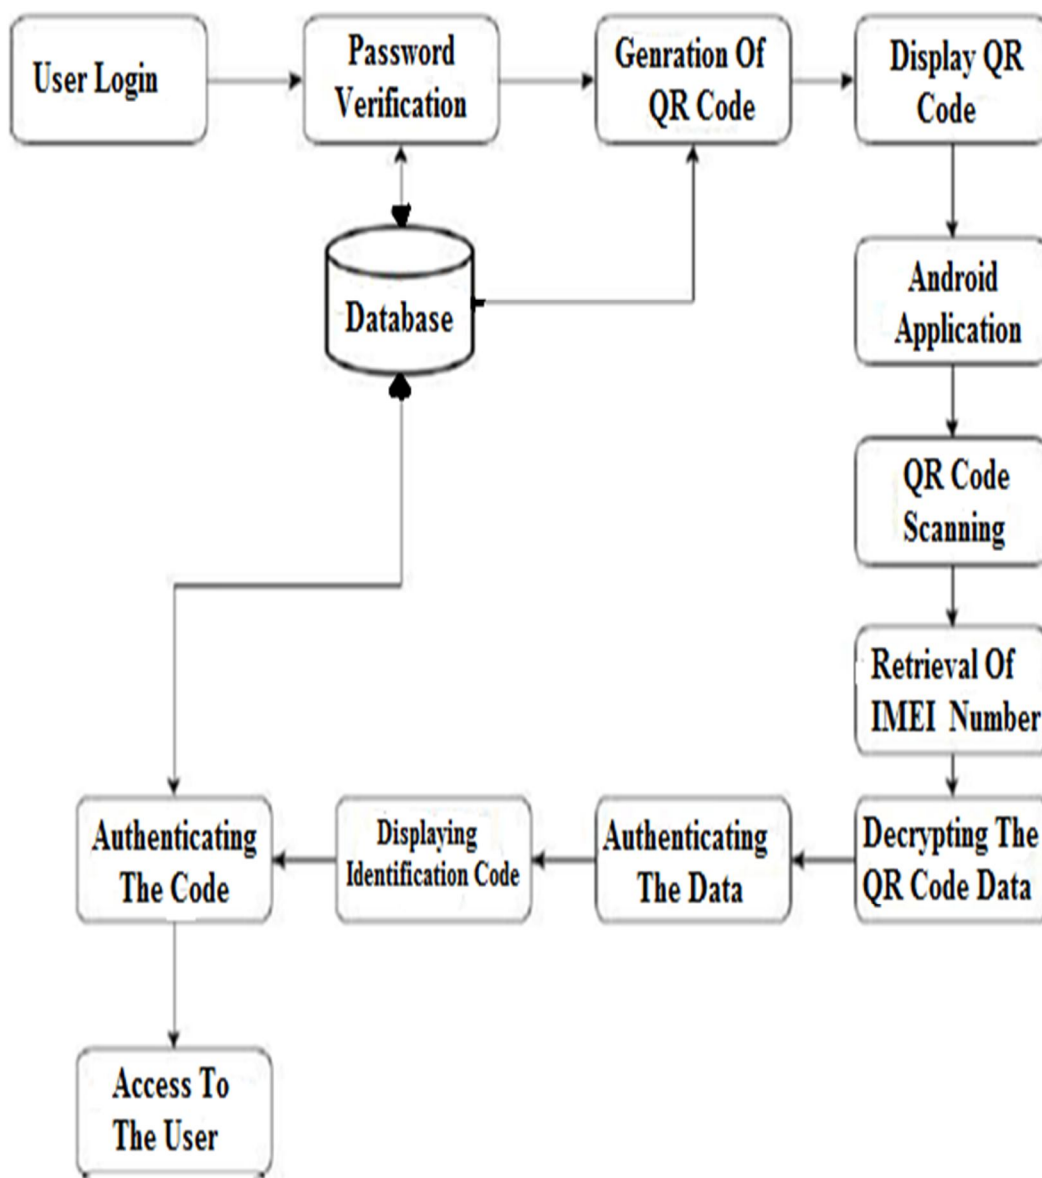 User Login
Password
Verification
Genration Of
QR Code
Display QR
Code
Database
Android
Application
QR Code
Scanning
Retrieval Of
IMEI Number
Decrypting The
QR Code Data
Authenticating
The Data
Displaying
Identification Code
Authenticating
The Code
Access To
The User